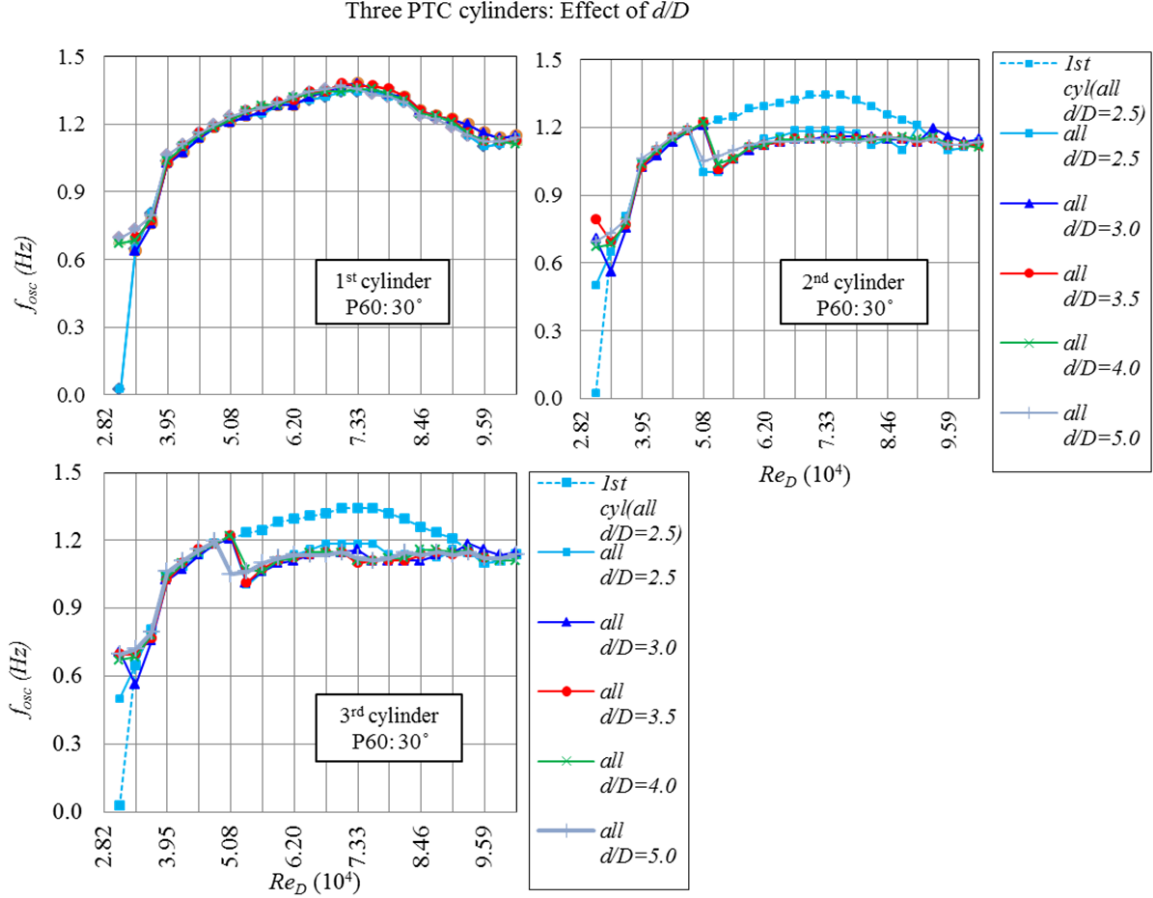 Three PTC cylinders: Effect of d/D
1.5
1.2
0.9
0.6
0.3
0.0
f_osc (Hz)
1st cylinder
P60: 30˚
2.82
3.95
5.08
6.20
7.33
8.46
9.59
1.5
1.2
0.9
0.6
0.3
0.0
2nd cylinder
P60: 30˚
2.82
3.95
5.08
6.20
7.33
8.46
9.59
Re_D (10⁴)
1st
cyl(all
d/D=2.5)
all
d/D=2.5
all
d/D=3.0
all
d/D=3.5
all
d/D=4.0
all
d/D=5.0
1.5
1.2
0.9
0.6
0.3
0.0
f_osc (Hz)
3rd cylinder
P60: 30˚
2.82
3.95
5.08
6.20
7.33
8.46
9.59
Re_D (10⁴)
1st
cyl(all
d/D=2.5)
all
d/D=2.5
all
d/D=3.0
all
d/D=3.5
all
d/D=4.0
all
d/D=5.0